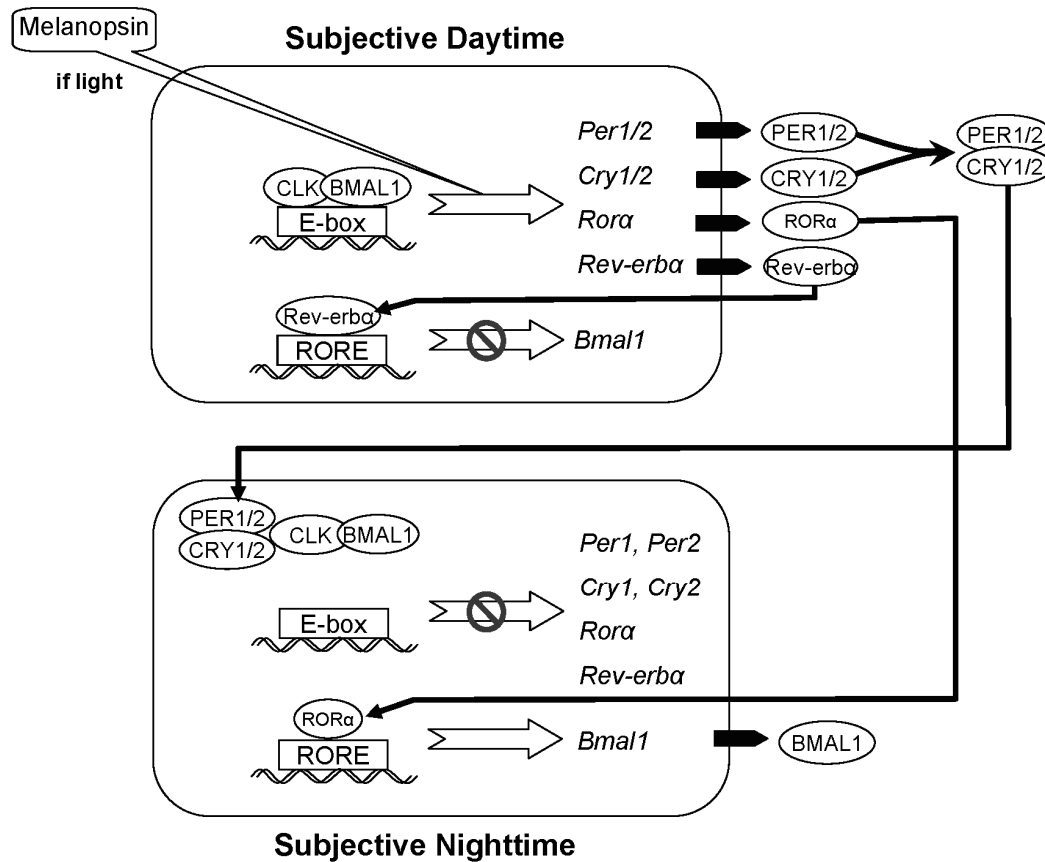 Melanopsin
if light
Subjective Daytime
Per1/2
PER1/2
PER1/2
CRY1/2
CLK BMAL1
E-box
Cry1/2
CRY1/2
Rorα
RORα
Rev-erbα
Rev-erbα
Rev-erbα
RORE
Bmal1
PER1/2
CRY1/2
CLK BMAL1
Per1, Per2
Cry1, Cry2
E-box
Rorα
Rev-erbα
RORα
RORE
Bmal1
BMAL1
Subjective Nighttime